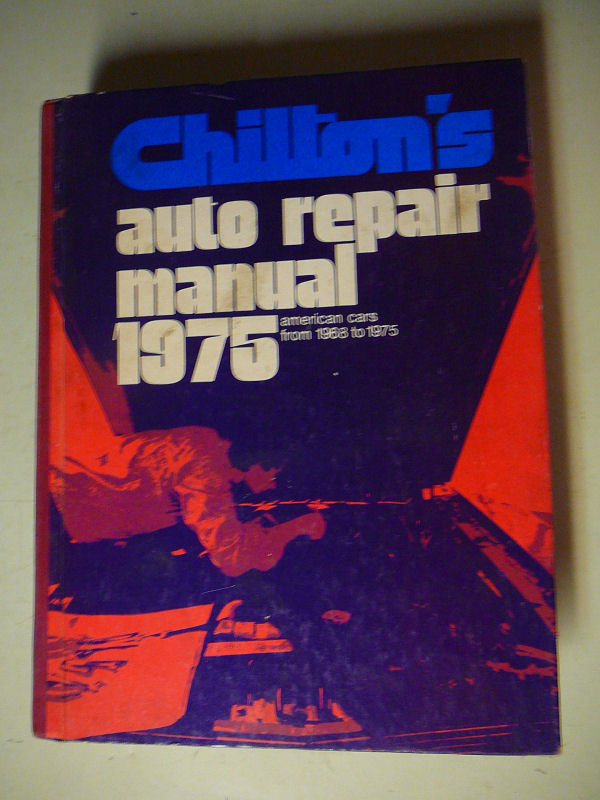 Chilton's
auto repair
manual
1975
american cars
from 1968 to 1975